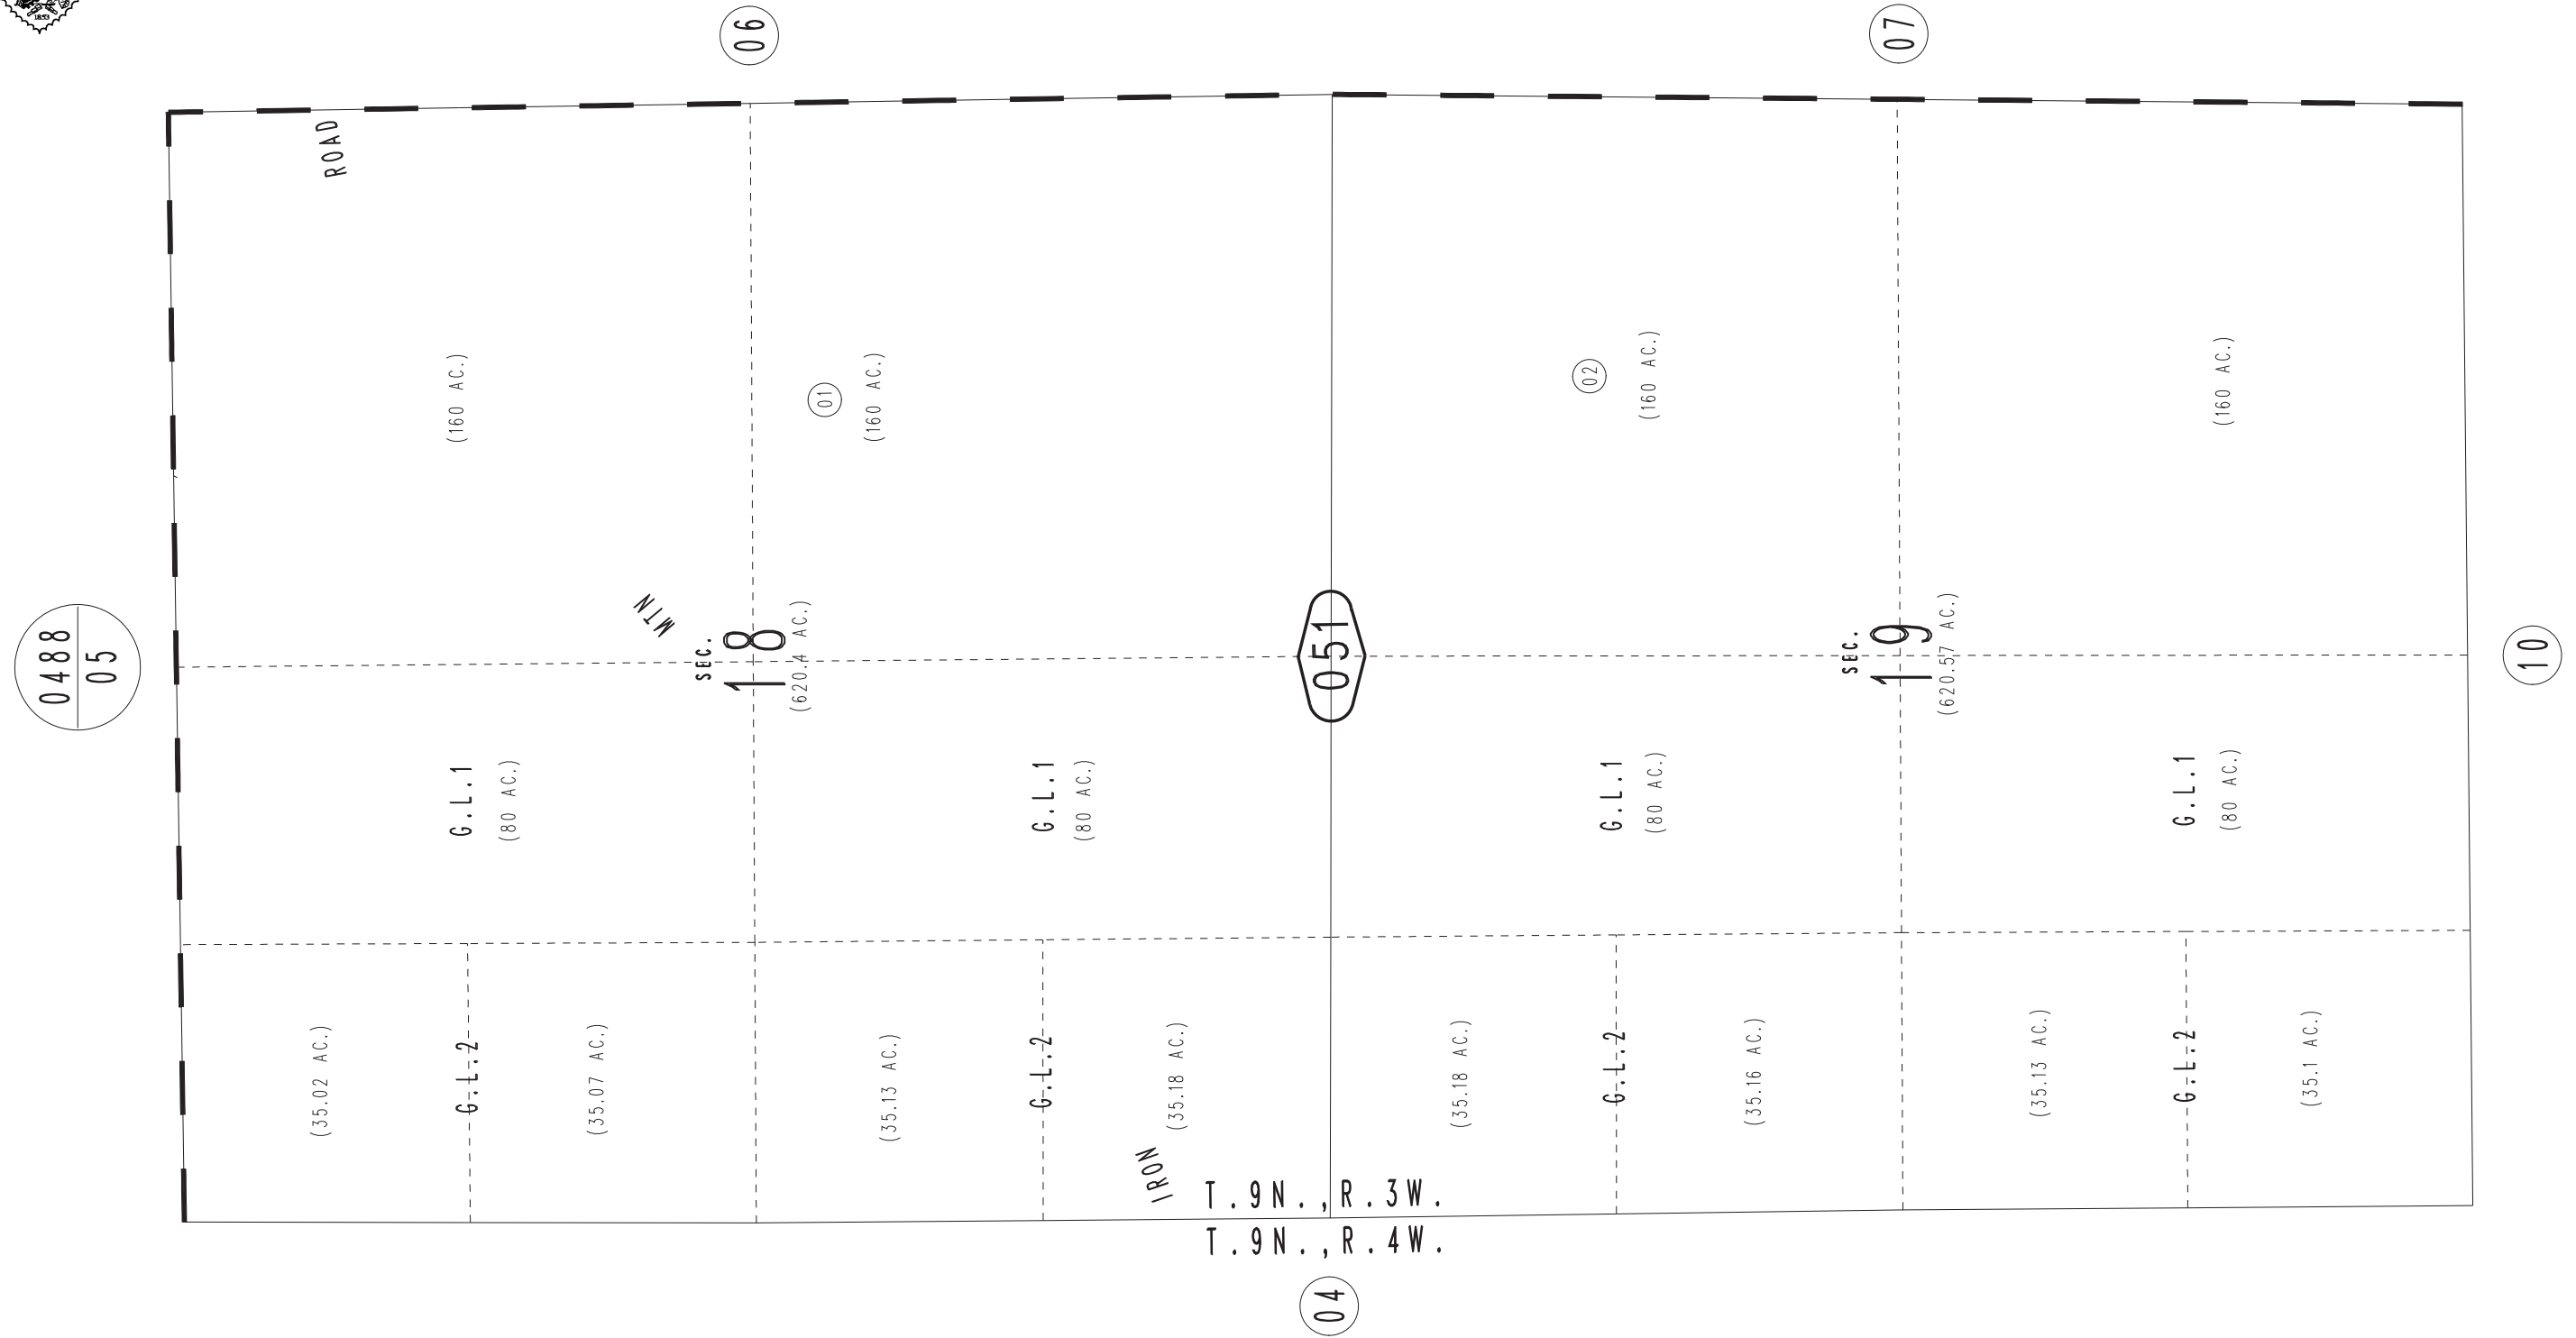 1853
06
07
ROAD
(160 AC.)
01
(160 AC.)
02
(160 AC.)
(160 AC.)
MTN
0488
05
SEC.
18
(620.4 AC.)
051
SEC.
19
(620.57 AC.)
10
G.L.1
(80 AC.)
G.L.1
(80 AC.)
G.L.1
(80 AC.)
G.L.1
(80 AC.)
(35.02 AC.)
G.L.2
(35.07 AC.)
(35.13 AC.)
G.L.2
(35.18 AC.)
(35.18 AC.)
G.L.2
(35.16 AC.)
(35.13 AC.)
G.L.2
(35.1 AC.)
IRON
T.9N.,R.3W.
T.9N.,R.4W.
04